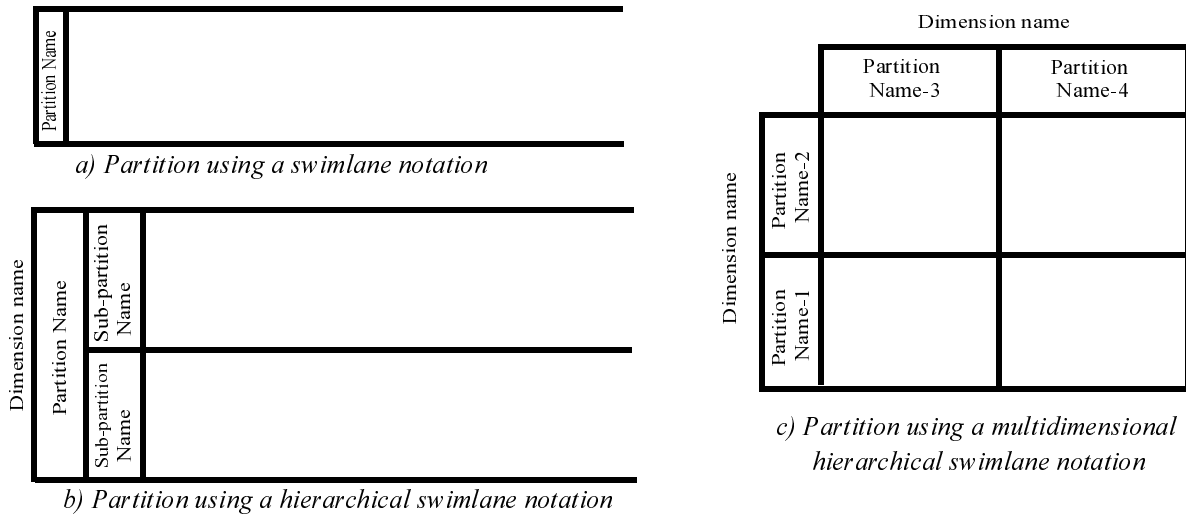 Partition Name
a) Partition using a swimlane notation
Dimension name
Partition Name
Sub-partition
Name
Sub-partition
Name
b) Partition using a hierarchical swimlane notation
Dimension name
Partition
Name-3
Partition
Name-4
Dimension name
Partition
Name-2
Partition
Name-1
c) Partition using a multidimensional
hierarchical swimlane notation